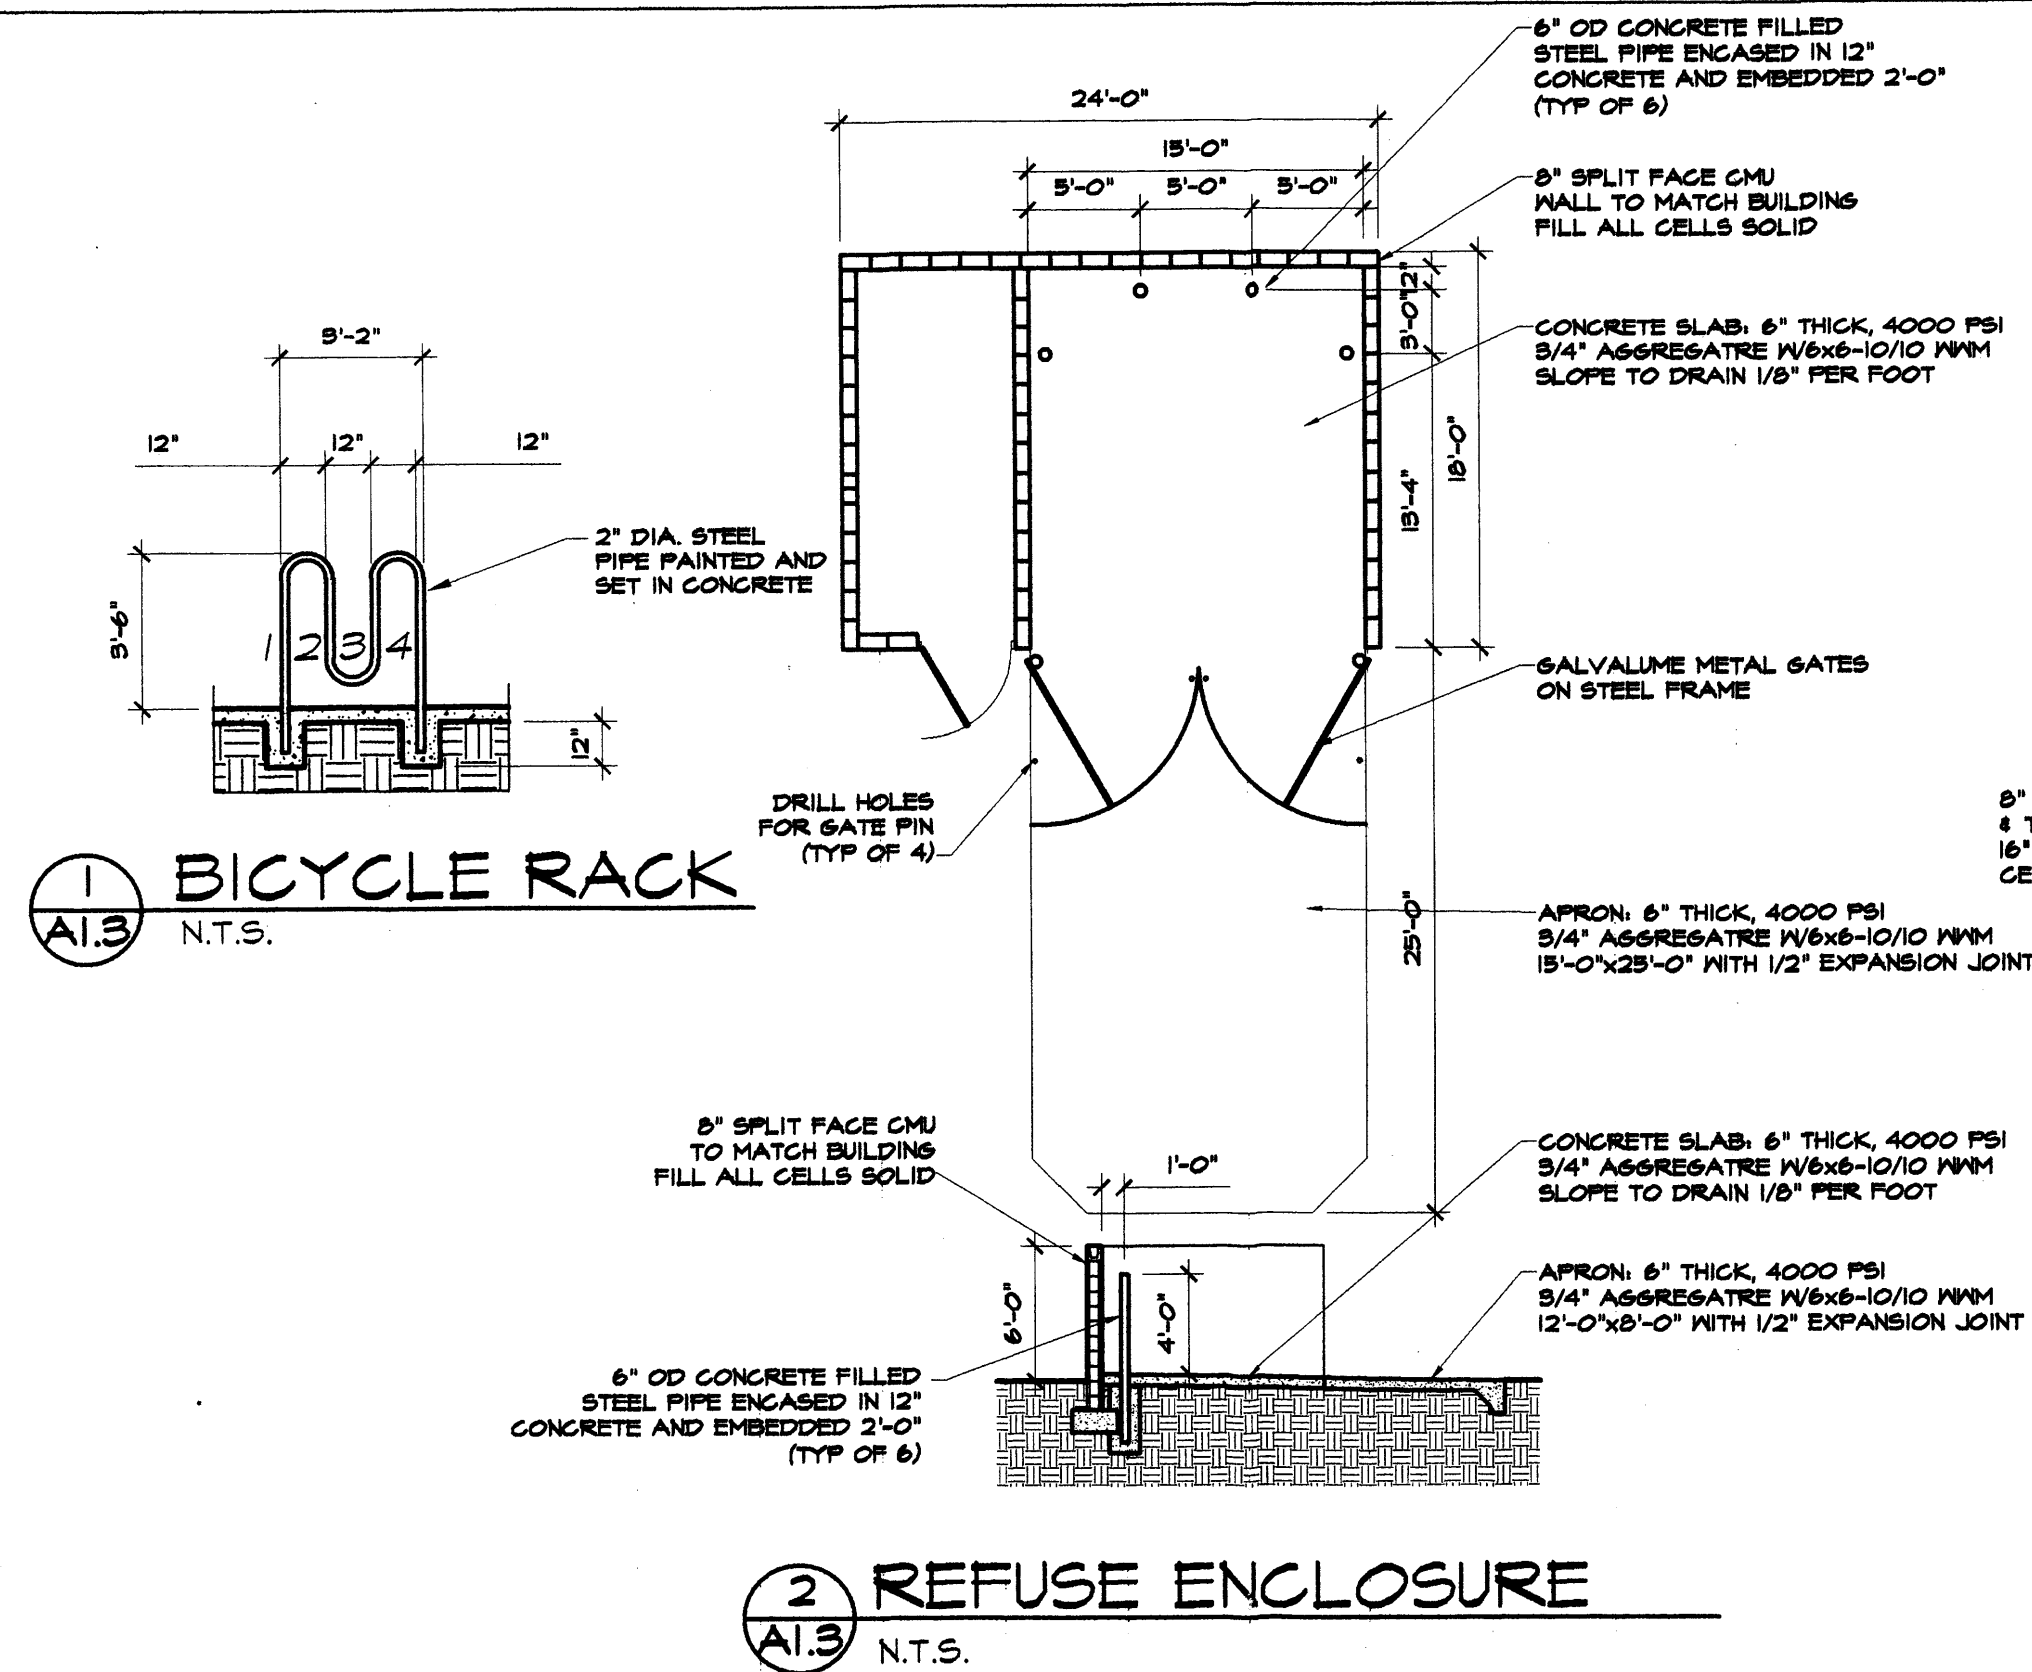 6" OD CONCRETE FILLED
STEEL PIPE ENCASED IN 12"
CONCRETE AND EMBEDDED 2'-0"
(TYP OF 6)
24'-0"
15'-0"
5'-0" 5'-0" 5'-0"
8" SPLIT FACE CMU
WALL TO MATCH BUILDING
FILL ALL CELLS SOLID
12"
3'-0"
18'-0"
13'-4"
CONCRETE SLAB: 6" THICK, 4000 PSI
3/4" AGGREGATRE W/6x6-10/10 WWM
SLOPE TO DRAIN 1/8" PER FOOT
3'-2"
12" 12" 12"
2" DIA. STEEL
PIPE PAINTED AND
SET IN CONCRETE
3'-6"
1 2 3 4
12"
GALVALUME METAL GATES
ON STEEL FRAME
DRILL HOLES
FOR GATE PIN
(TYP OF 4)
8"
& T
16"
CE
1
A1.3
BICYCLE RACK
N.T.S.
25'-0"
APRON: 6" THICK, 4000 PSI
3/4" AGGREGATRE W/6x6-10/10 WWM
15'-0"x25'-0" WITH 1/2" EXPANSION JOINT
8" SPLIT FACE CMU
TO MATCH BUILDING
FILL ALL CELLS SOLID
1'-0"
CONCRETE SLAB: 6" THICK, 4000 PSI
3/4" AGGREGATRE W/6x6-10/10 WWM
SLOPE TO DRAIN 1/8" PER FOOT
6'-0"
4'-0"
APRON: 6" THICK, 4000 PSI
3/4" AGGREGATRE W/6x6-10/10 WWM
12'-0"x8'-0" WITH 1/2" EXPANSION JOINT
6" OD CONCRETE FILLED
STEEL PIPE ENCASED IN 12"
CONCRETE AND EMBEDDED 2'-0"
(TYP OF 6)
2
A1.3
REFUSE ENCLOSURE
N.T.S.